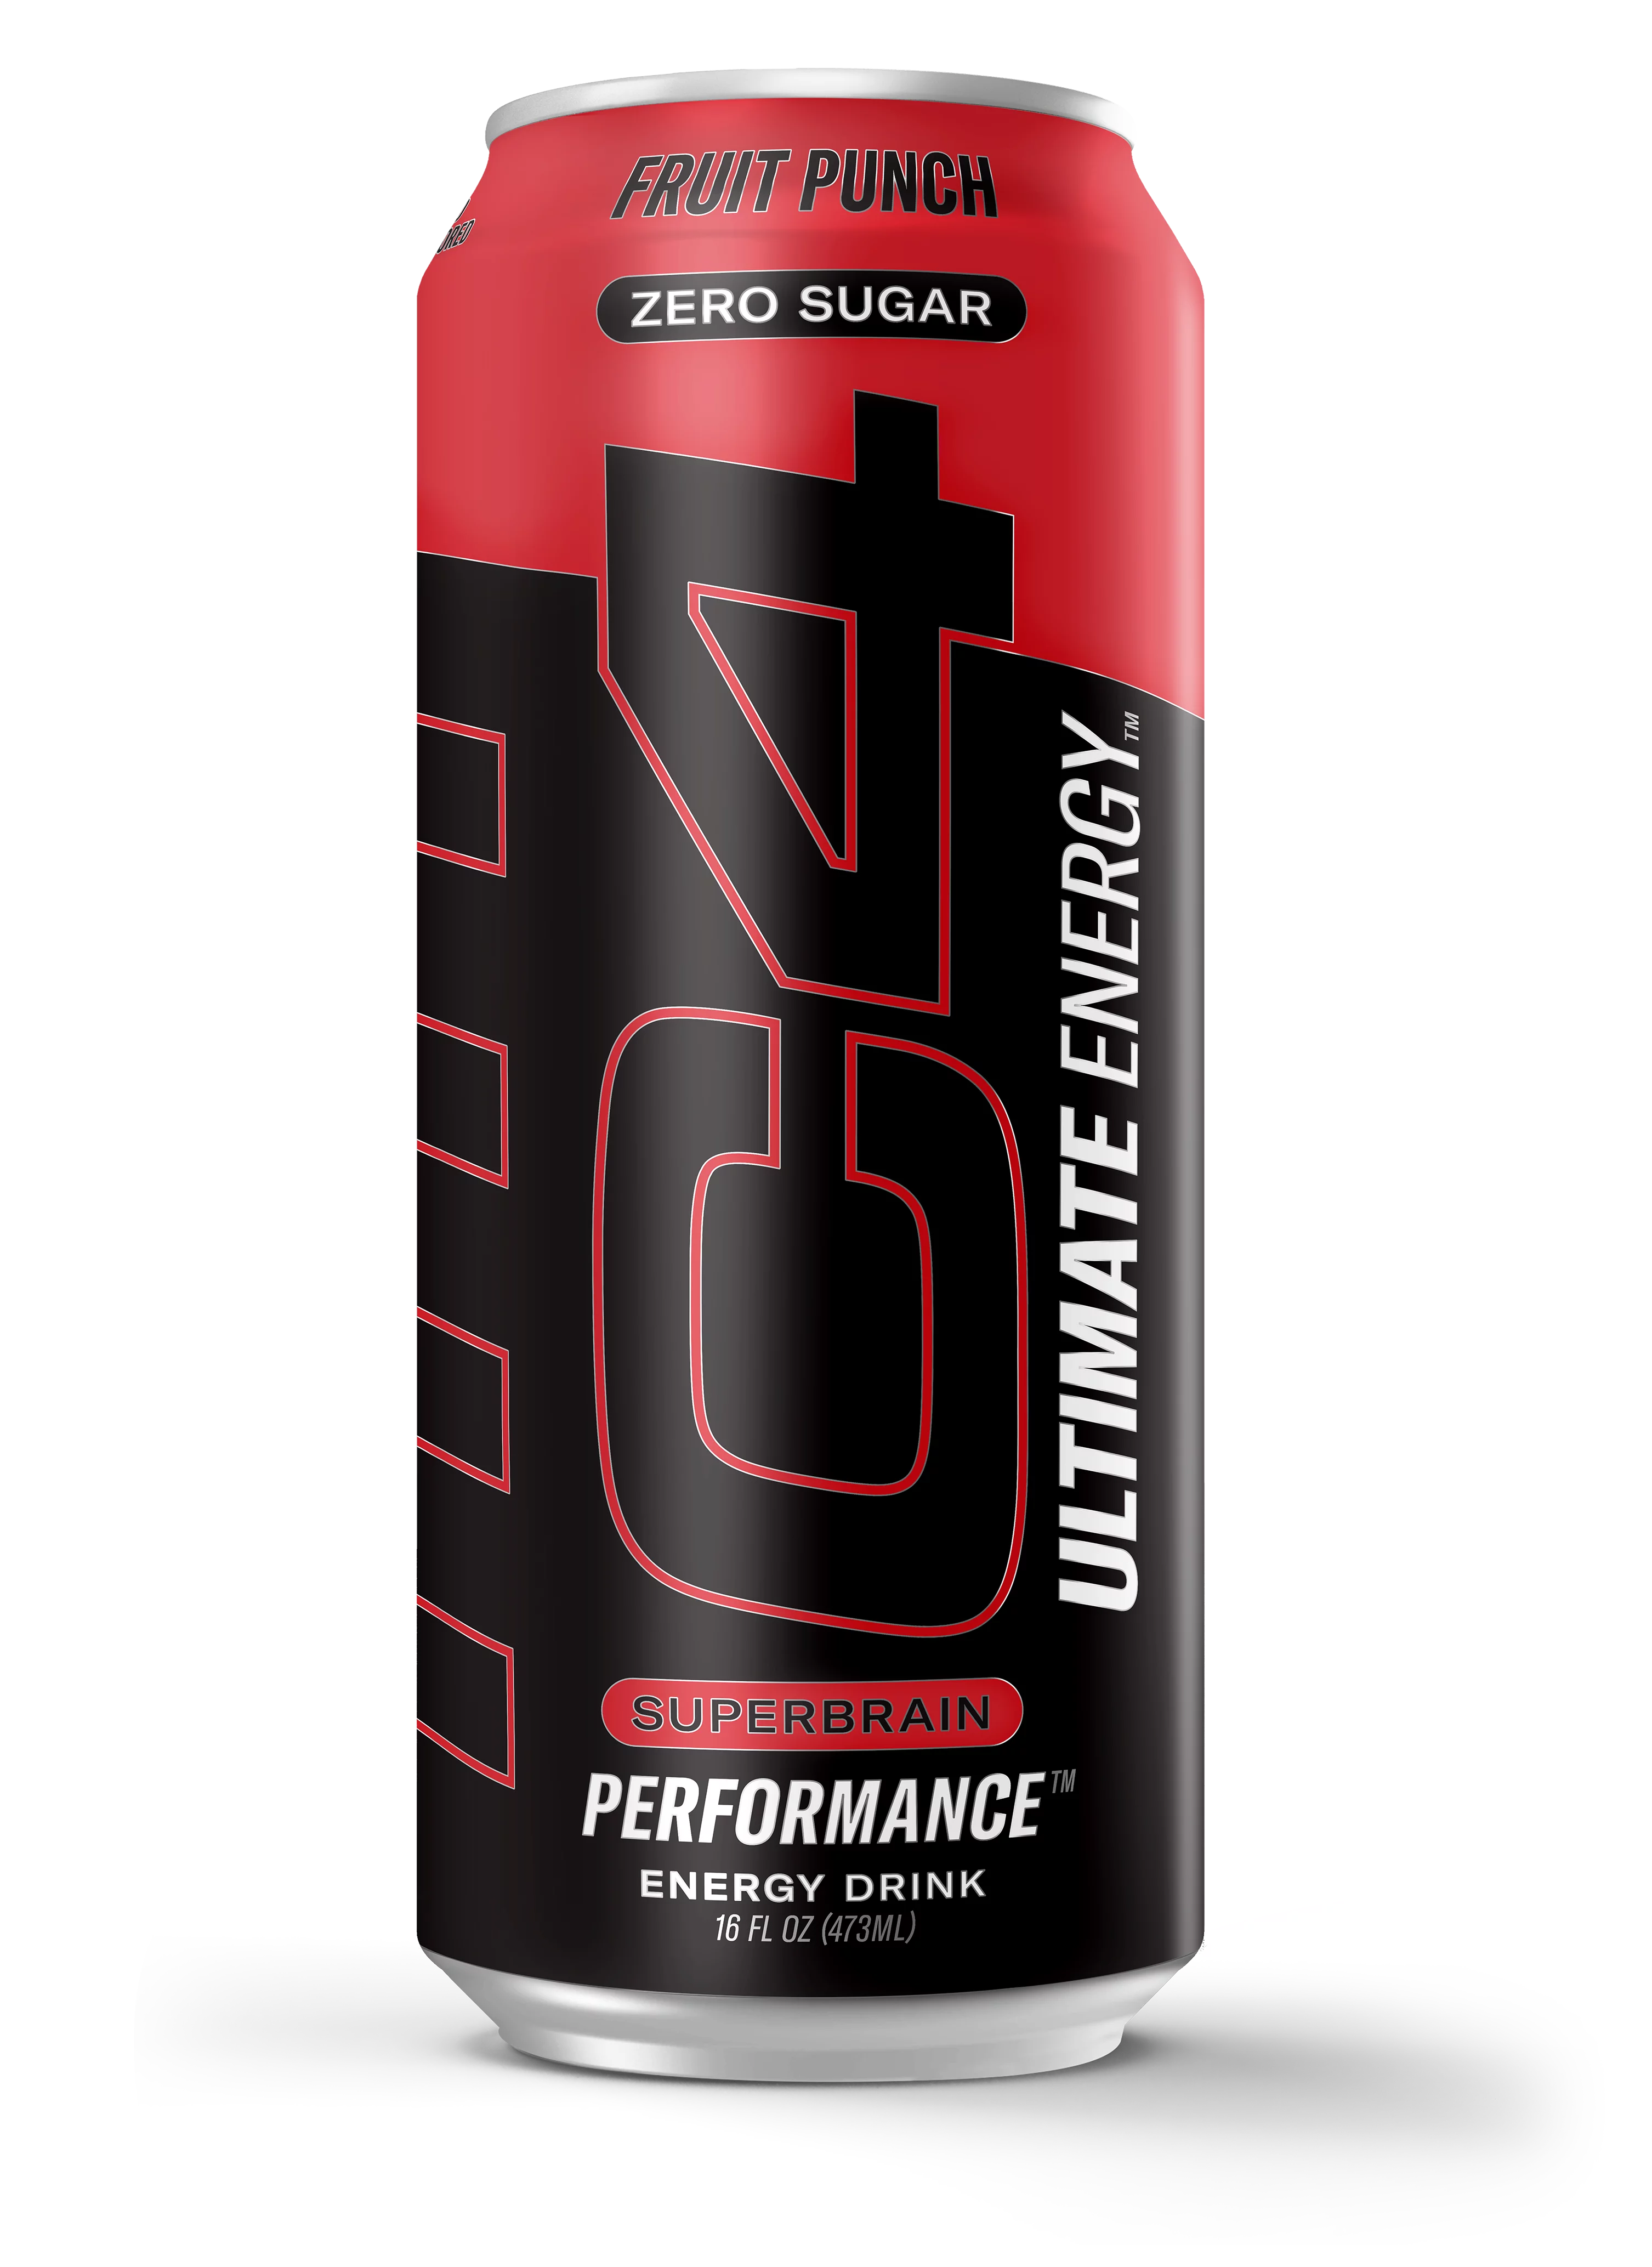 FRUIT PUNCH
ZERO SUGAR
C4
ULTIMATE ENERGY™
SUPERBRAIN
PERFORMANCE™
ENERGY DRINK
16 FL OZ (473ML)